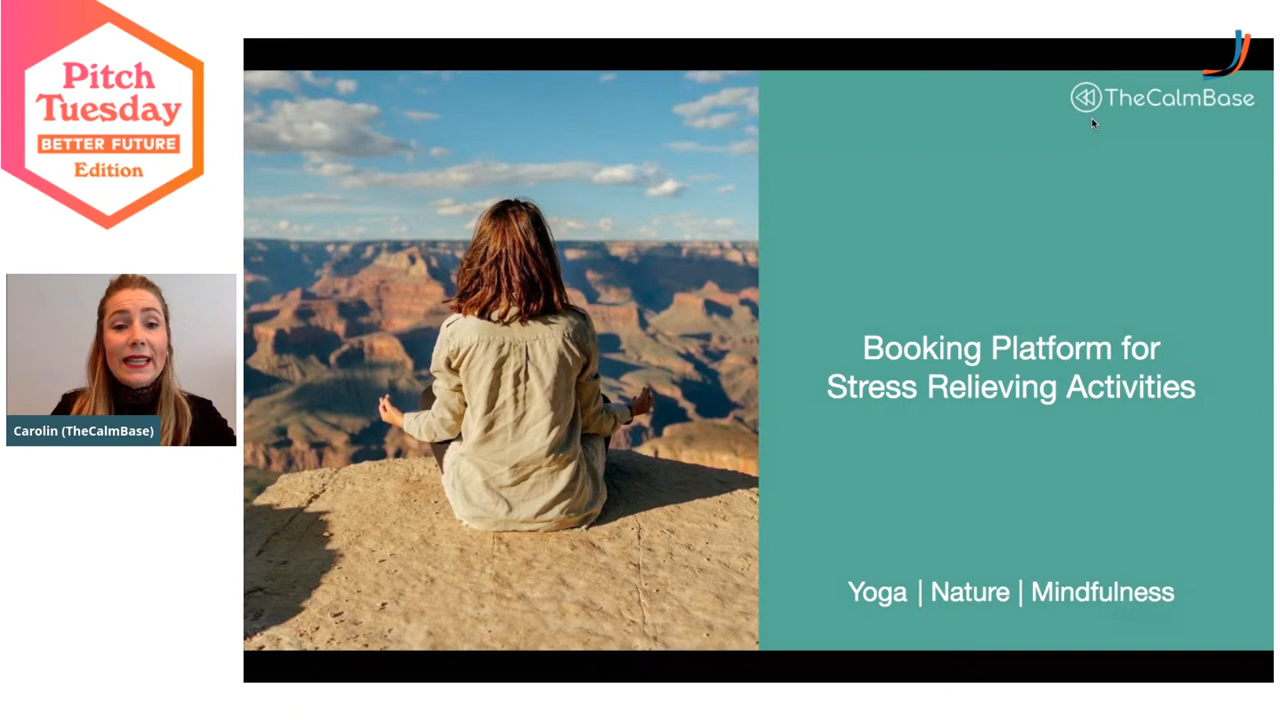 Pitch
Tuesday
BETTER FUTURE
Edition
TheCalmBase
Booking Platform for
Stress Relieving Activities
Yoga | Nature | Mindfulness
Carolin (TheCalmBase)